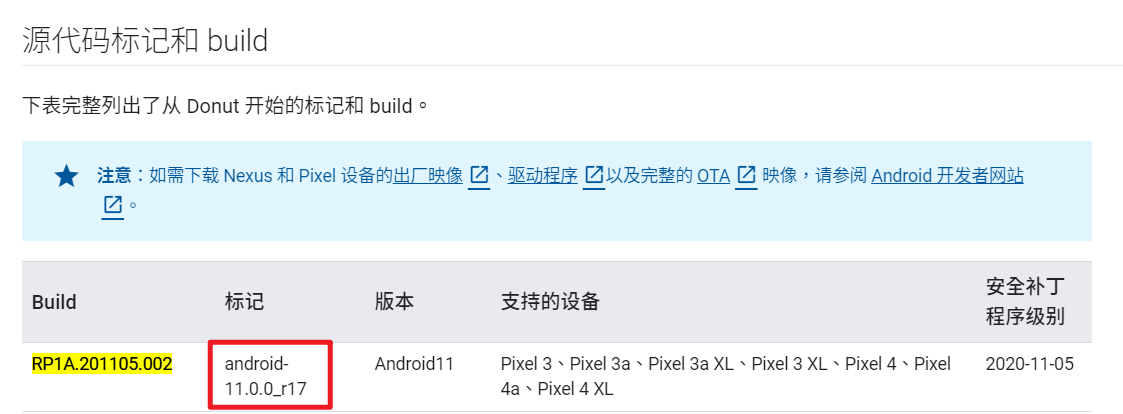 源代码标记和 build
下表完整列出了从 Donut 开始的标记和 build。
注意：如需下载 Nexus 和 Pixel 设备的出厂映像、驱动程序以及完整的 OTA 映像，请参阅 Android 开发者网站
。
Build 标记 版本 支持的设备 安全补丁
程序级别
RP1A.201105.002 android- Android11 Pixel 3、Pixel 3a、Pixel 3a XL、Pixel 3 XL、Pixel 4、Pixel 2020-11-05
11.0.0_r17 4a、Pixel 4 XL